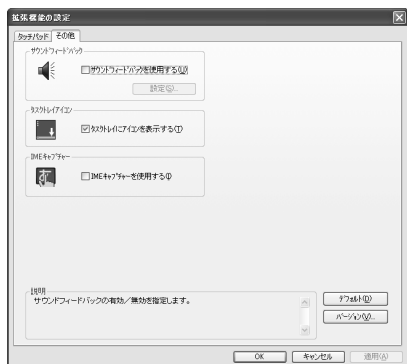 拡張機能の設定
タッチパッド その他
サウンドフィードバック
サウンドフィードバックを使用する(U)
設定(S)...
タスクトレイアイコン
タスクトレイにアイコンを表示する(T)
IMEキャプチャー
IMEキャプチャーを使用する(I)
説明
サウンドフィードバックの有効/無効を指定します。
デフォルト(D)
バージョン(V)...
OK キャンセル 適用(A)